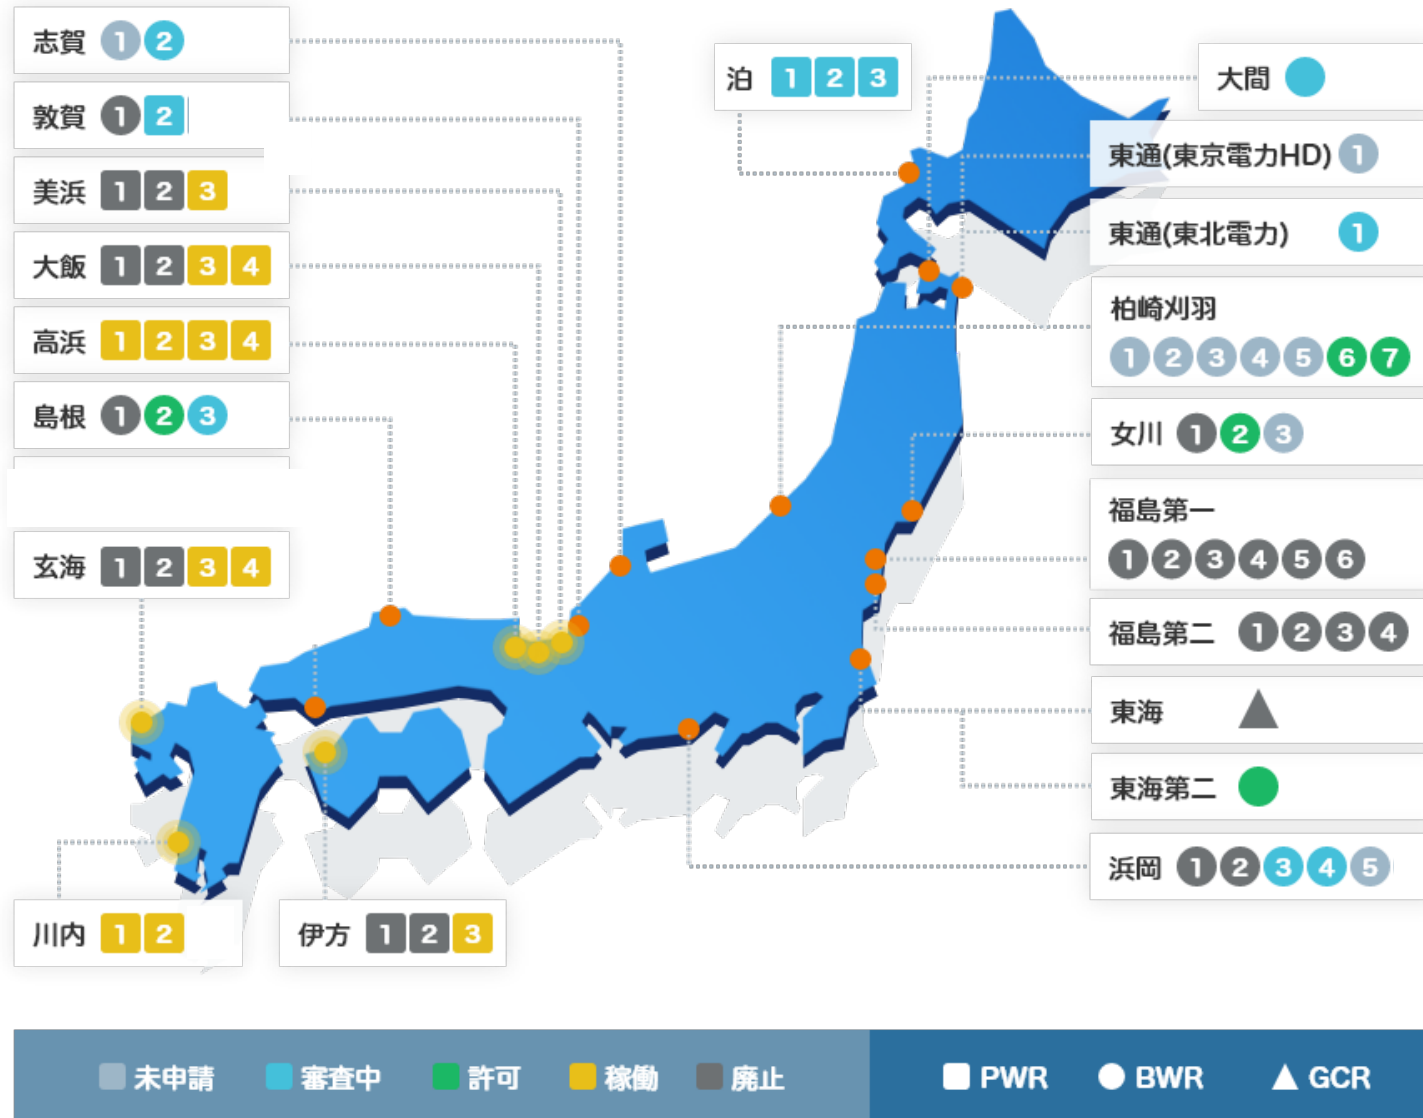 志賀 1 2
敦賀 1 2
美浜 1 2 3
大飯 1 2 3 4
高浜 1 2 3 4
島根 1 2 3
玄海 1 2 3 4
川内 1 2
伊方 1 2 3
泊 1 2 3
大間
東通(東京電力HD) 1
東通(東北電力) 1
柏崎刈羽
1 2 3 4 5 6 7
女川 1 2 3
福島第一
1 2 3 4 5 6
福島第二 1 2 3 4
東海
東海第二
浜岡 1 2 3 4 5
未申請 審査中 許可 稼働 廃止 PWR BWR GCR